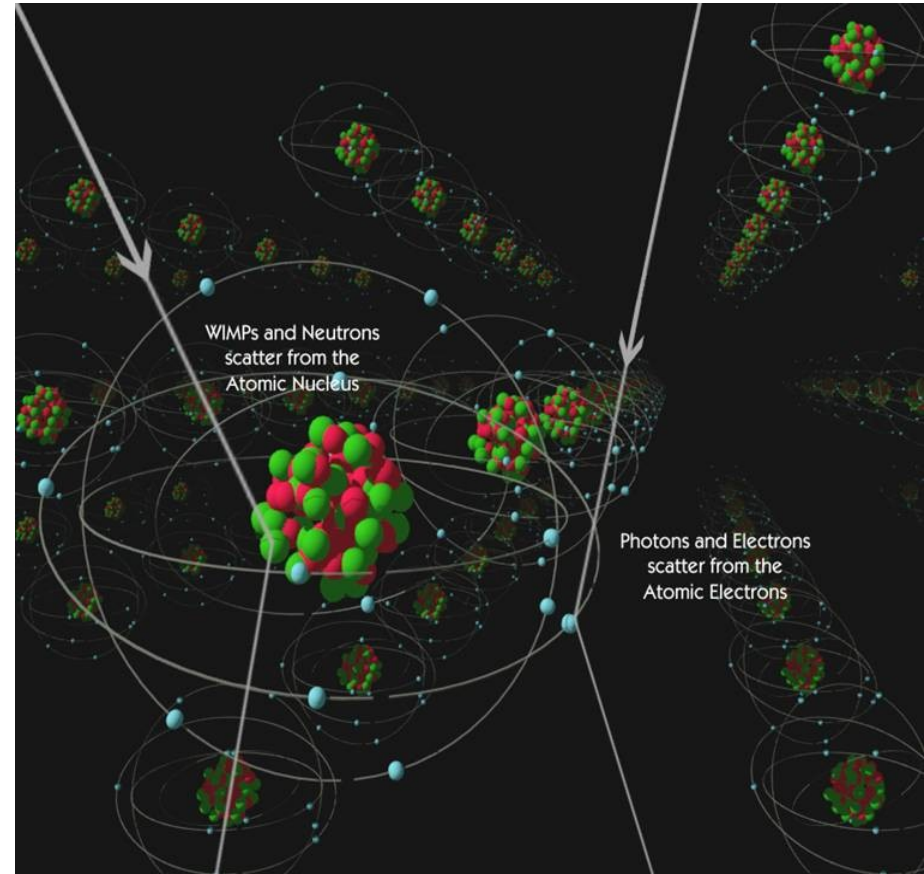 WIMPs and Neutrons
scatter from the
Atomic Nucleus
Photons and Electrons
scatter from the
Atomic Electrons